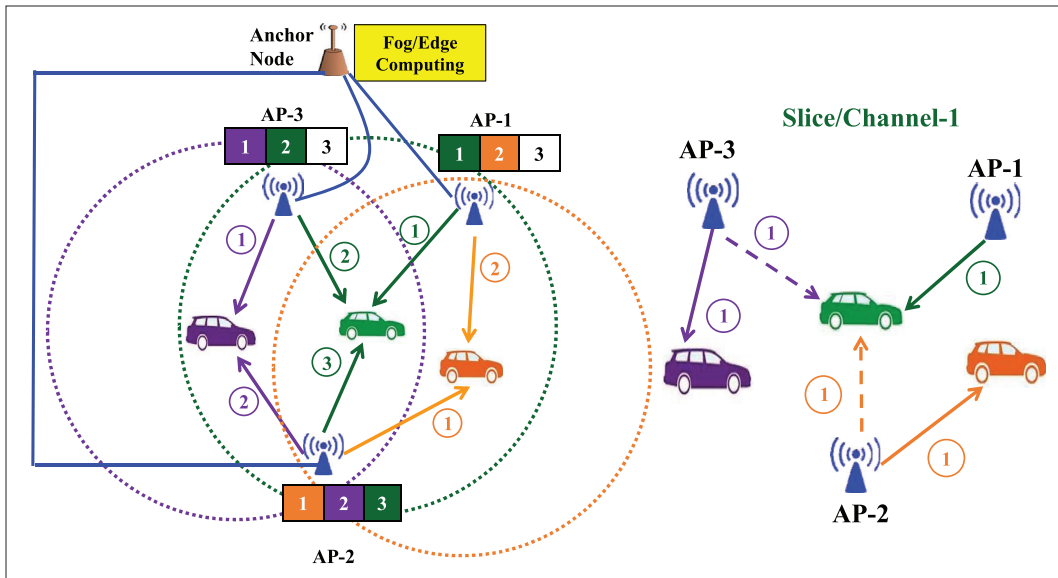 Anchor
Node
Fog/Edge
Computing
AP-3
1 2 3
AP-1
1 2 3
1
2
1
2
2
3
1
1 2 3
AP-2
Slice/Channel-1
AP-3
AP-1
1
1
1
1
1
AP-2